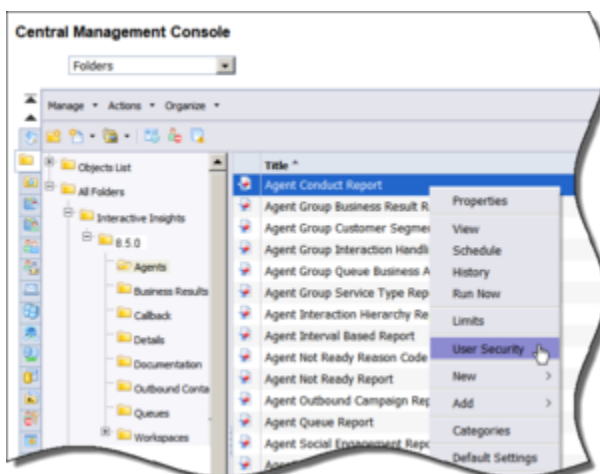 Central Management Console
Folders
Manage Actions Organize
Objects List
All Folders
Interactive Insights
8.5.0
Agents
Business Results
Callback
Details
Documentation
Outbound Conta
Queues
Workspaces
Title
Agent Conduct Report
Agent Group Business Result R
Agent Group Customer Segme
Agent Group Interaction Handli
Agent Group Queue Business A
Agent Group Service Type Rep
Agent Interaction Hierarchy Re
Agent Interval Based Report
Agent Not Ready Reason Code
Agent Not Ready Report
Agent Outbound Campaign Rep
Agent Queue Report
Agent Social Engagement Repo
Properties
View
Schedule
History
Run Now
Limits
User Security
New
Add
Categories
Default Settings